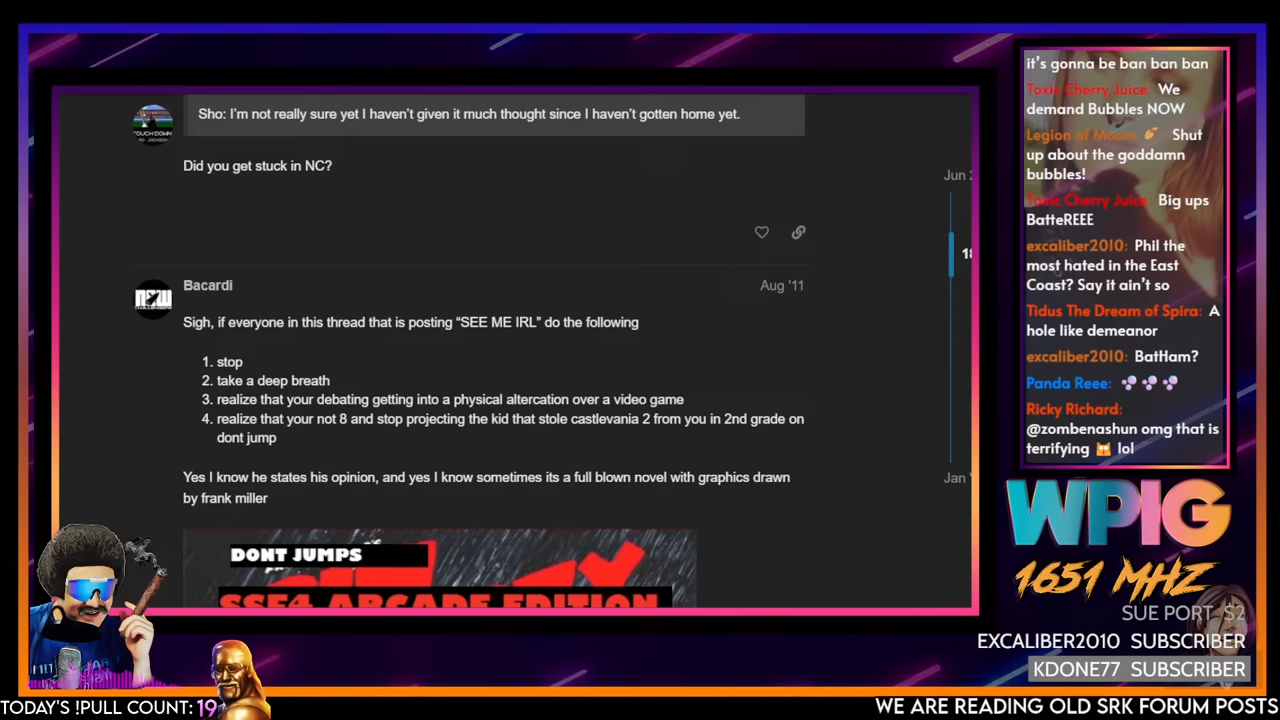 Sho: I'm not really sure yet I haven't given it much thought since I haven't gotten home yet.
TOUCH DOWN
Did you get stuck in NC?
Jun 2
18
Jan '
Bacardi
Aug '11
Sigh, if everyone in this thread that is posting “SEE ME IRL” do the following
1. stop
2. take a deep breath
3. realize that your debating getting into a physical altercation over a video game
4. realize that your not 8 and stop projecting the kid that stole castlevania 2 from you in 2nd grade on
dont jump
Yes I know he states his opinion, and yes I know sometimes its a full blown novel with graphics drawn
by frank miller
DONT JUMPS
SSF4 ARCADE EDITION
it's gonna be ban ban ban
Toxic Cherry Juice: We
demand Bubbles NOW
Legion of Moom Shut
up about the goddamn
bubbles!
Toxic Cherry Juice: Big ups
BatteREEE
excaliber2010: Phil the
most hated in the East
Coast? Say it ain't so
Tidus The Dream of Spira: A
hole like demeanor
excaliber2010: BatHam?
Panda Reee:
Ricky Richard:
@zombenashun omg that is
terrifying lol
WPIG
1651 MHZ
SUE PORT $2
EXCALIBER2010 SUBSCRIBER
KDONE77 SUBSCRIBER
TODAY'S !PULL COUNT: 19
WE ARE READING OLD SRK FORUM POSTS